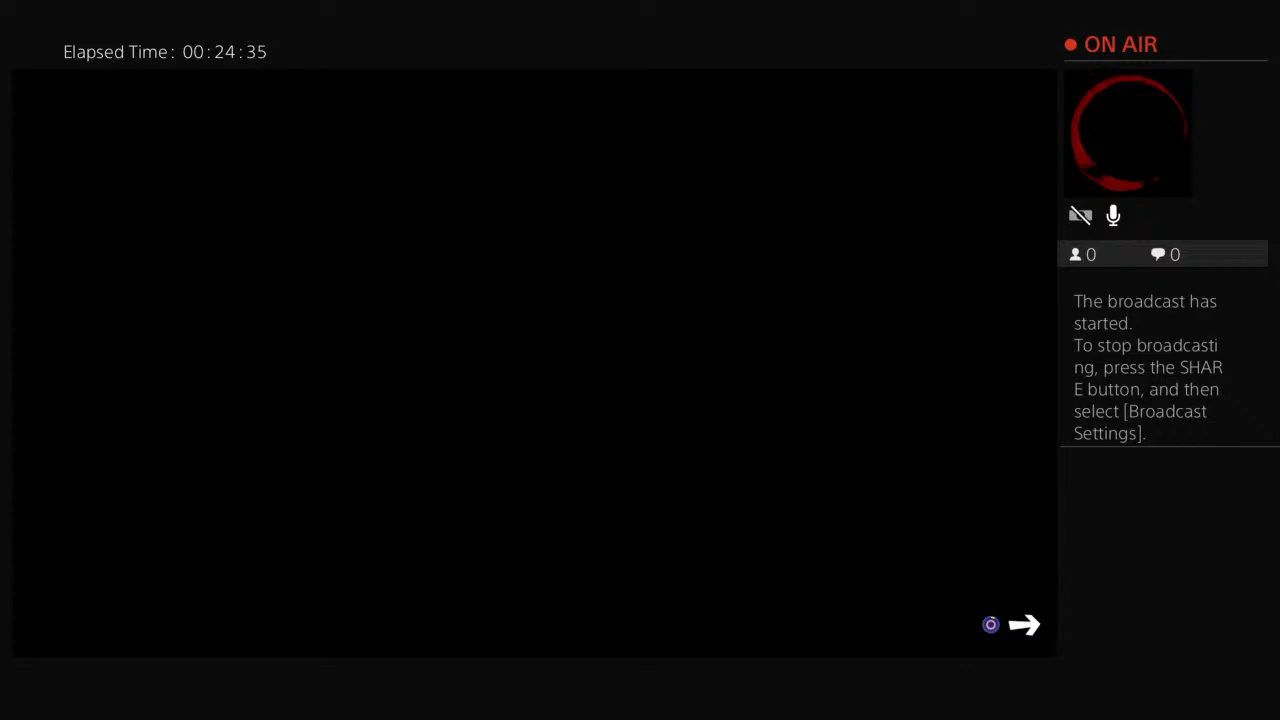 Elapsed Time: 00:24:35
ON AIR
0
0
The broadcast has
started.
To stop broadcasti
ng, press the SHAR
E button, and then
select [Broadcast
Settings].